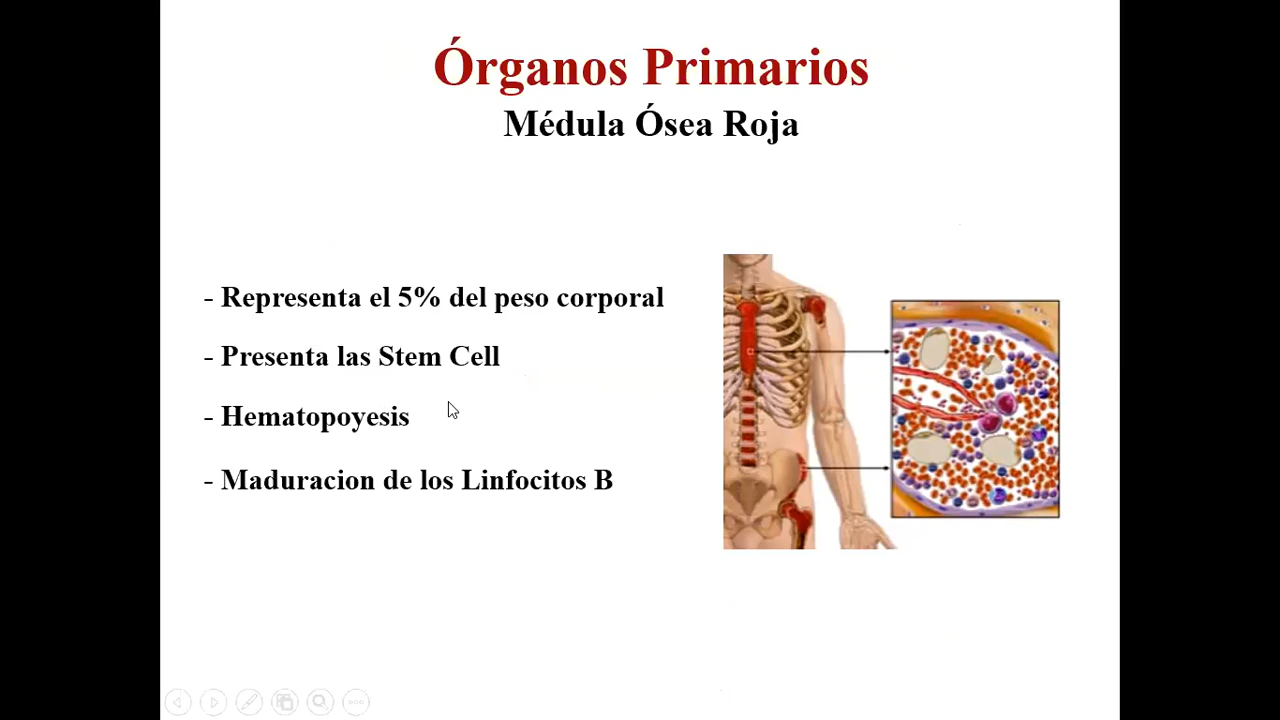 Órganos Primarios
Médula Ósea Roja
- Representa el 5% del peso corporal
- Presenta las Stem Cell
- Hematopoyesis
- Maduracion de los Linfocitos B